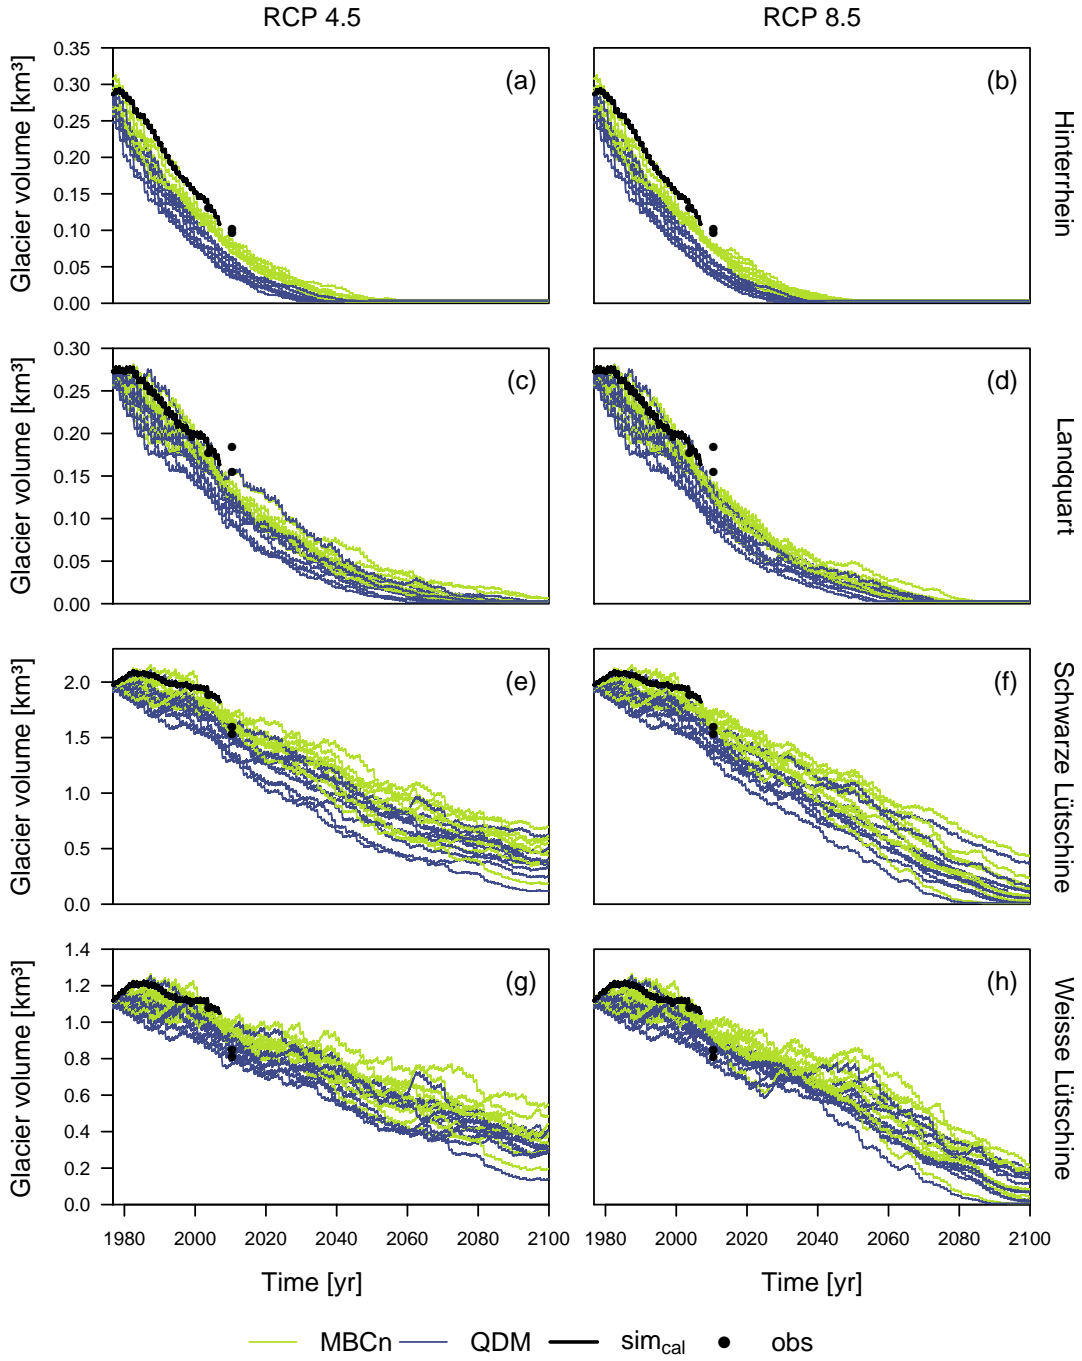 RCP 4.5
RCP 8.5
Glacier volume [km³]
0.35
0.30
0.25
0.20
0.15
0.10
0.05
0.00
(a)
(b)
Hinterrhein
Glacier volume [km³]
0.30
0.25
0.20
0.15
0.10
0.05
0.00
(c)
(d)
Landquart
Glacier volume [km³]
2.0
1.5
1.0
0.5
0.0
(e)
(f)
Schwarze Lütschine
Glacier volume [km³]
1.4
1.2
1.0
0.8
0.6
0.4
0.2
0.0
(g)
(h)
Weisse Lütschine
1980 2000 2020 2040 2060 2080 2100
1980 2000 2020 2040 2060 2080 2100
Time [yr]
Time [yr]
MBCn QDM simcal obs